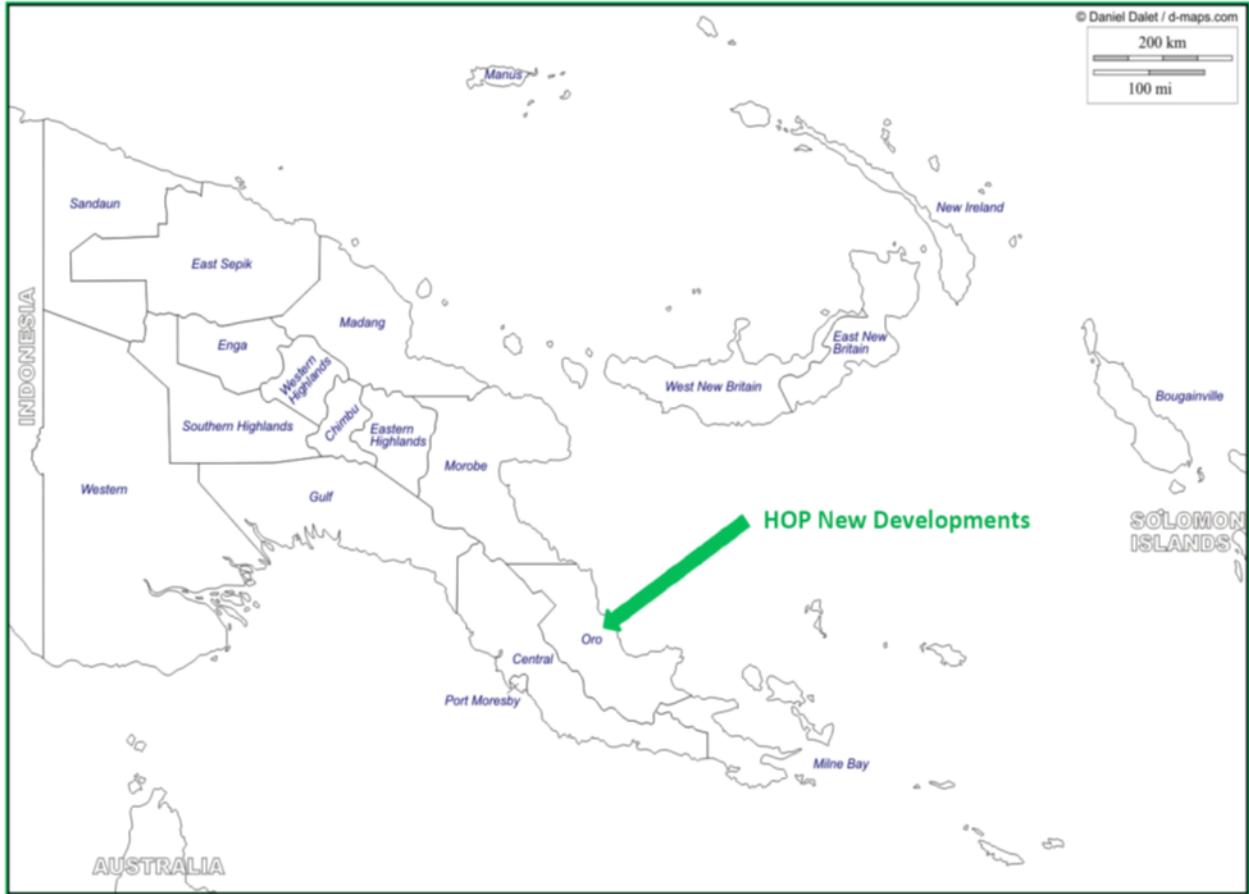 © Daniel Dalet / d-maps.com
200 km
100 mi
Manus
Sandaun
New Ireland
East Sepik
INDONESIA
Madang
Enga
East New
Britain
Western
Highlands
West New Britain
Bougainville
Southern Highlands
Chimbu
Eastern
Highlands
Morobe
Western
Gulf
HOP New Developments
SOLOMON
ISLANDS
Oro
Central
Port Moresby
Milne Bay
AUSTRALIA